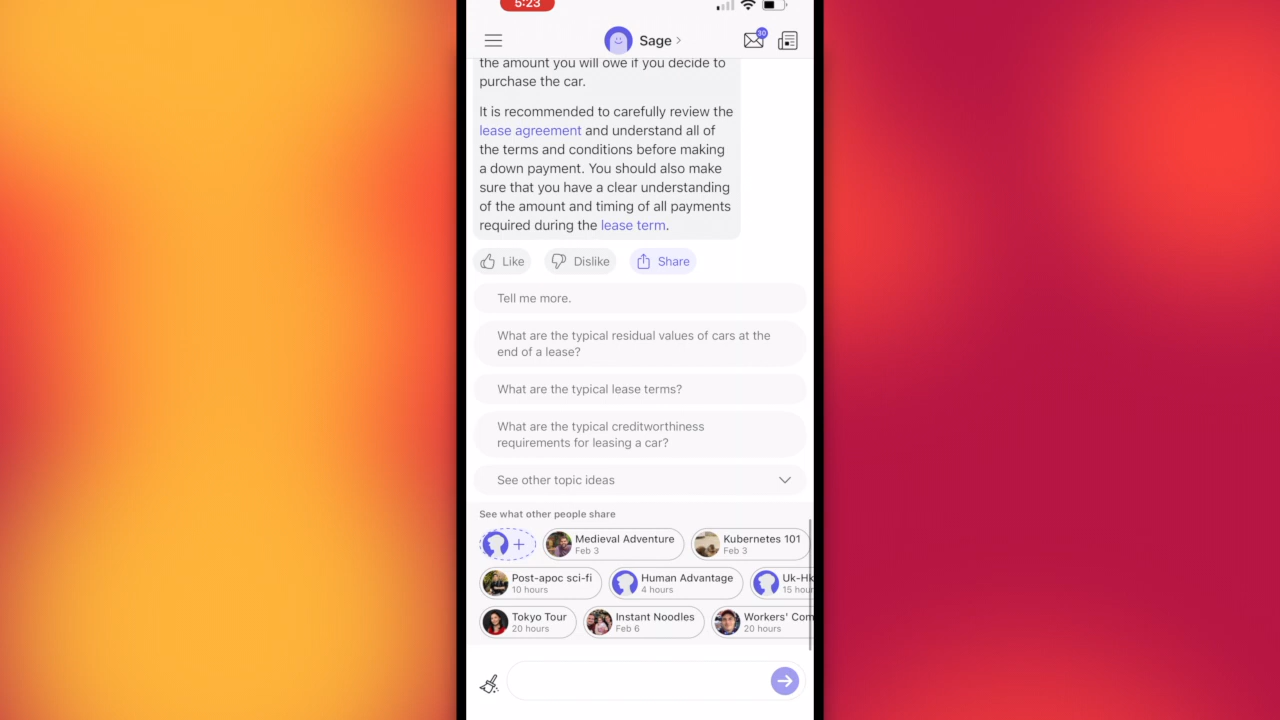 5:23
Sage
30
the amount you will owe if you decide to
purchase the car.
It is recommended to carefully review the
lease agreement and understand all of
the terms and conditions before making
a down payment. You should also make
sure that you have a clear understanding
of the amount and timing of all payments
required during the lease term.
Like Dislike Share
Tell me more.
What are the typical residual values of cars at the
end of a lease?
What are the typical lease terms?
What are the typical creditworthiness
requirements for leasing a car?
See other topic ideas
See what other people share
Medieval Adventure
Feb 3
Kubernetes 101
Feb 3
Post-apoc sci-fi
10 hours
Human Advantage
4 hours
Uk-Hk
15 hour
Tokyo Tour
20 hours
Instant Noodles
Feb 6
Workers' Com
20 hours